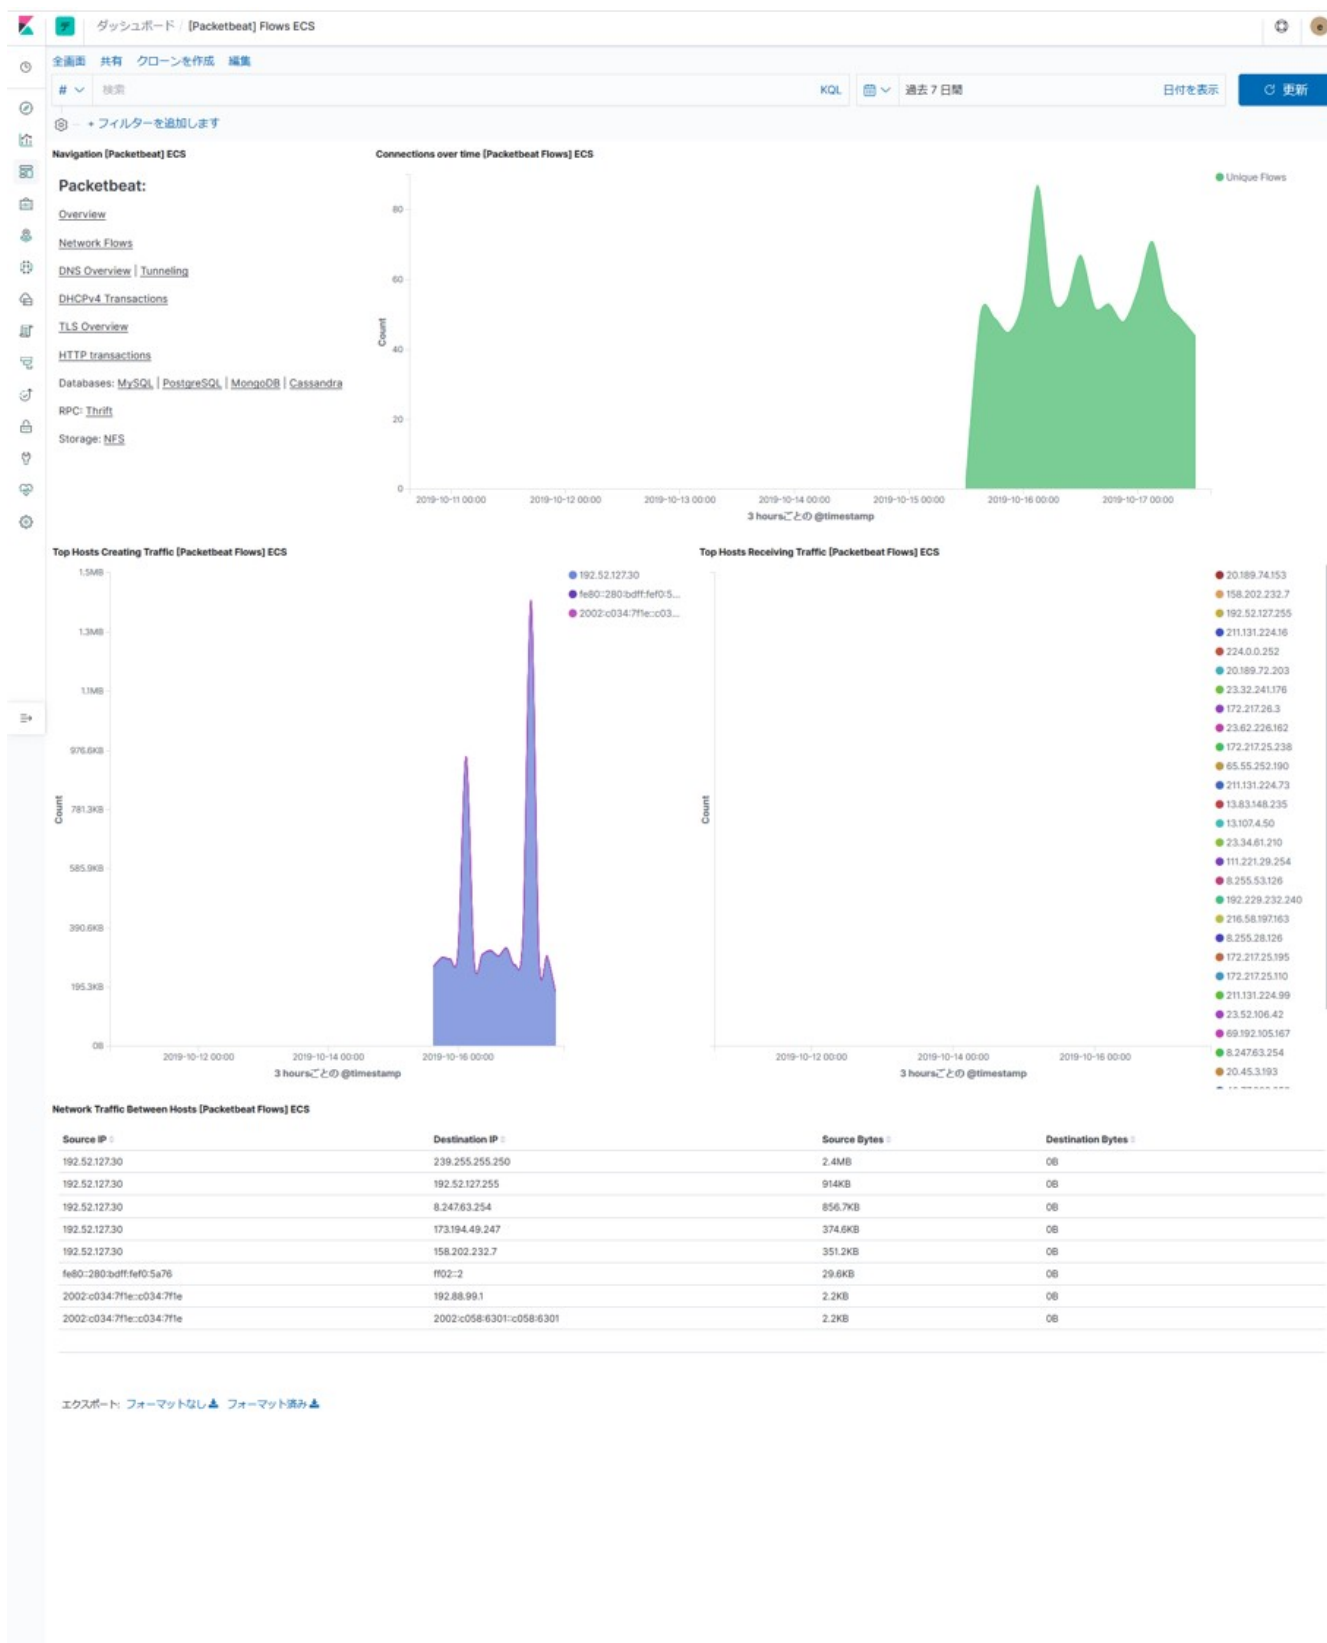 デ ダッシュボード / [Packetbeat] Flows ECS e
全画面 共有 クローンを作成 編集
# 検索 KQL 過去 7 日間 日付を表示 更新
+ フィルターを追加します
Navigation [Packetbeat] ECS
Packetbeat:
Overview
Network Flows
DNS Overview | Tunneling
DHCPv4 Transactions
TLS Overview
HTTP transactions
Databases: MySQL | PostgreSQL | MongoDB | Cassandra
RPC: Thrift
Storage: NFS
Connections over time [Packetbeat Flows] ECS
Unique Flows
80
60
40
20
0
Count
2019-10-11 00:00 2019-10-12 00:00 2019-10-13 00:00 2019-10-14 00:00 2019-10-15 00:00 2019-10-16 00:00 2019-10-17 00:00
3 hoursごとの @timestamp
Top Hosts Creating Traffic [Packetbeat Flows] ECS
1.5MB
1.3MB
1.1MB
976.6KB
781.3KB
585.9KB
390.6KB
195.3KB
0B
Count
192.52.127.30
fe80::280:bdff:fef0:5...
2002:c034:7f1e::c03...
2019-10-12 00:00 2019-10-14 00:00 2019-10-16 00:00
3 hoursごとの @timestamp
Top Hosts Receiving Traffic [Packetbeat Flows] ECS
Count
20.189.74.153
158.202.232.7
192.52.127.255
211.131.224.16
224.0.0.252
20.189.72.203
23.32.241.176
172.217.26.3
23.62.226.162
172.217.25.238
65.55.252.190
211.131.224.73
13.83.148.235
13.107.4.50
23.34.61.210
111.221.29.254
8.255.53.126
192.229.232.240
216.58.197.163
8.255.28.126
172.217.25.195
172.217.25.110
211.131.224.99
23.52.106.42
69.192.105.167
8.247.63.254
20.45.3.193
2019-10-12 00:00 2019-10-14 00:00 2019-10-16 00:00
3 hoursごとの @timestamp
Network Traffic Between Hosts [Packetbeat Flows] ECS
Source IP Destination IP Source Bytes Destination Bytes
192.52.127.30 239.255.255.250 2.4MB 0B
192.52.127.30 192.52.127.255 914KB 0B
192.52.127.30 8.247.63.254 856.7KB 0B
192.52.127.30 173.194.49.247 374.6KB 0B
192.52.127.30 158.202.232.7 351.2KB 0B
fe80::280:bdff:fef0:5a76 ff02::2 29.6KB 0B
2002:c034:7f1e::c034:7f1e 192.88.99.1 2.2KB 0B
2002:c034:7f1e::c034:7f1e 2002:c058:6301::c058:6301 2.2KB 0B
エクスポート: フォーマットなし フォーマット済み